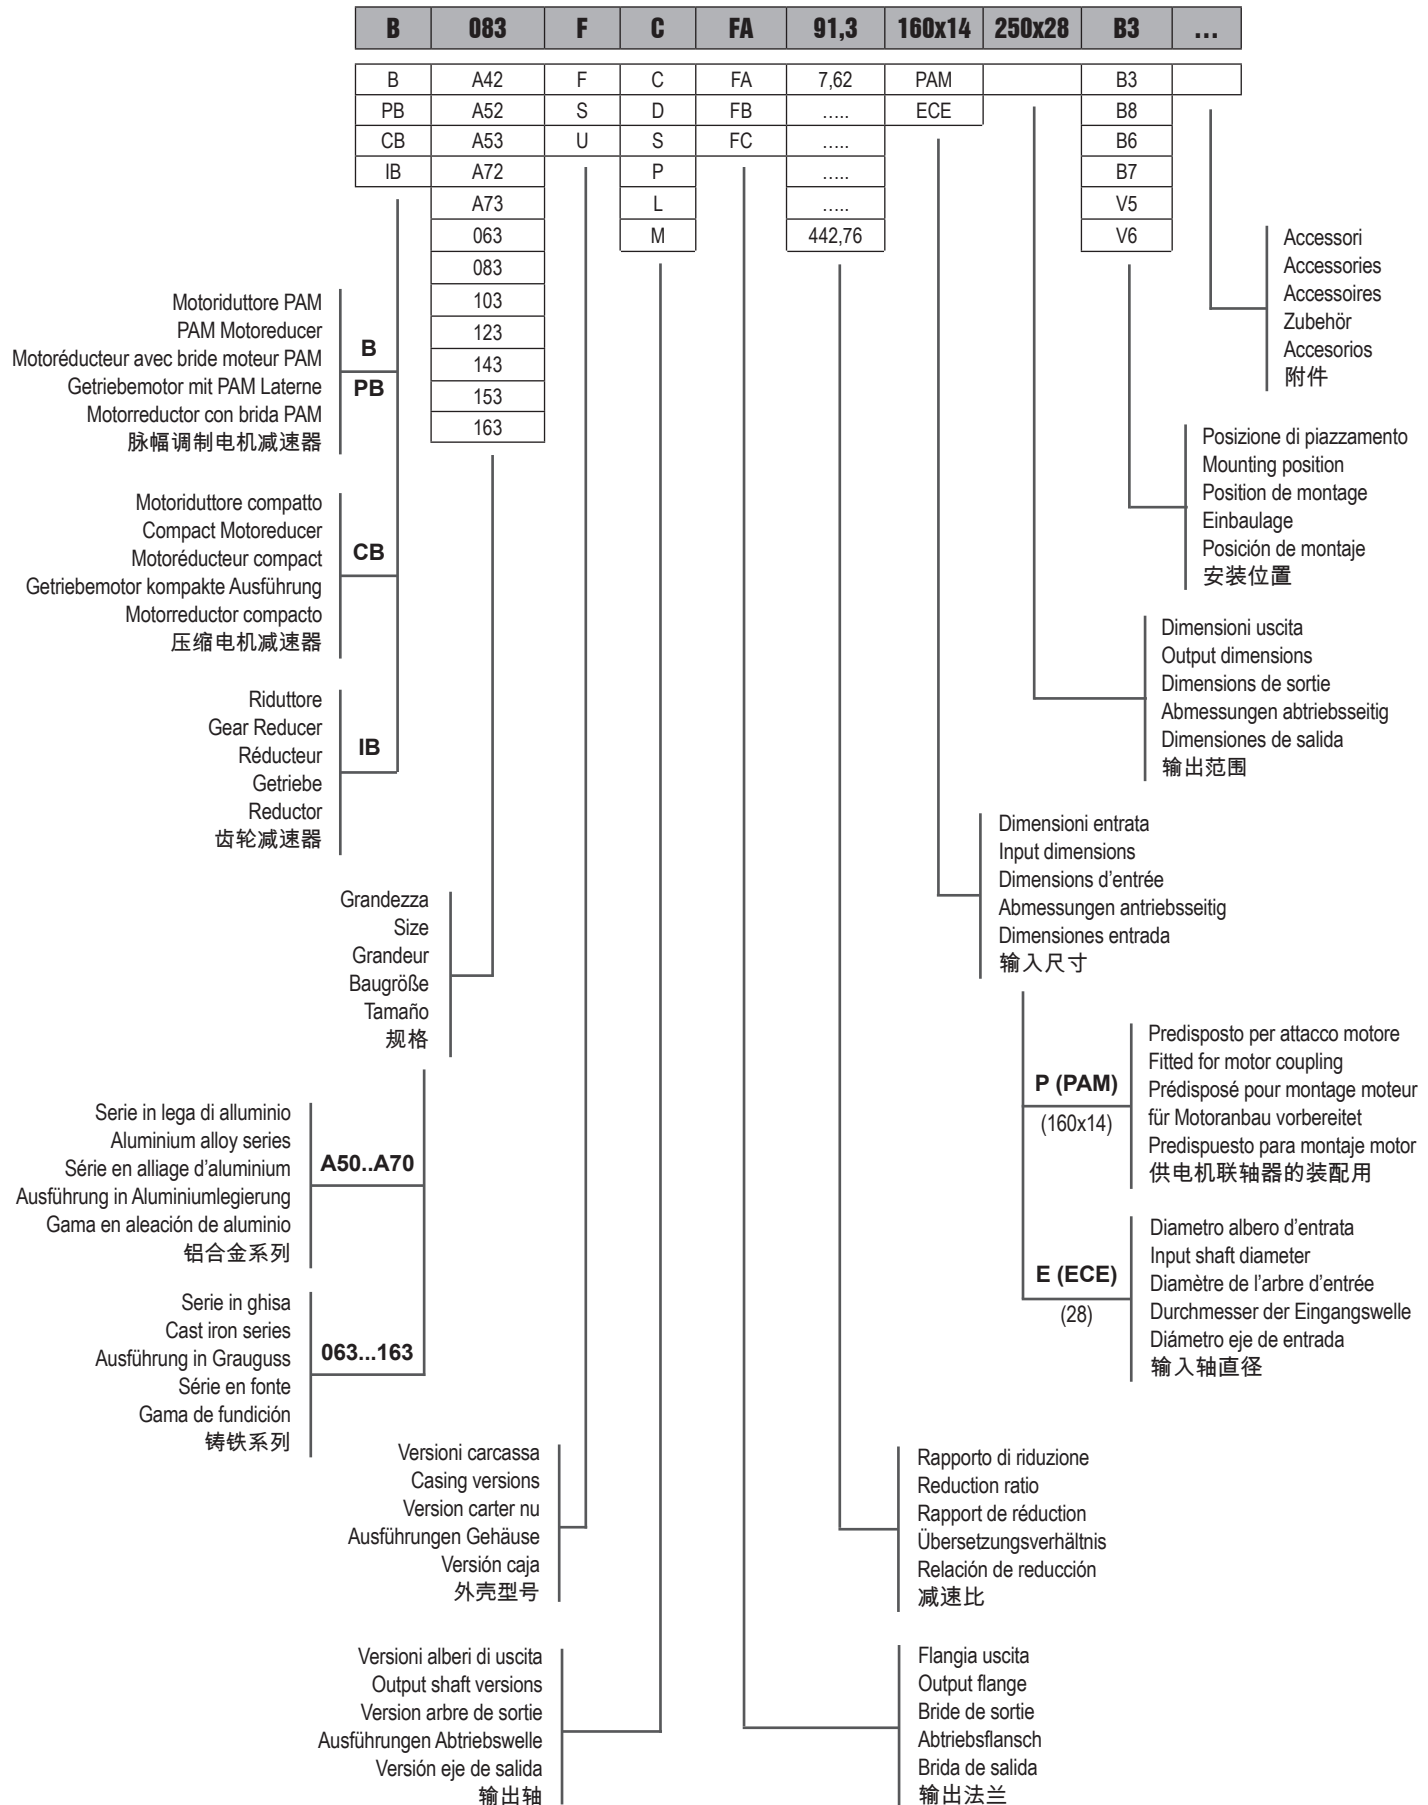 B 083 F C FA 91,3 160x14 250x28 B3 ...
B A42 F C FA 7,62 PAM B3
PB A52 S D FB ..... ECE B8
CB A53 U S FC ..... B6
IB A72 P ..... B7
A73 L ..... V5
063 M 442,76 V6
083
103
123
143
153
163
Accessori
Accessories
Accessoires
Zubehör
Accesorios
附件
Motoriduttore PAM
PAM Motoreducer
Motoréducteur avec bride moteur PAM
Getriebemotor mit PAM Laterne
Motorreductor con brida PAM
脉幅调制电机减速器
B
PB
Posizione di piazzamento
Mounting position
Position de montage
Einbaulage
Posición de montaje
安装位置
Motoriduttore compatto
Compact Motoreducer
Motoréducteur compact
Getriebemotor kompakte Ausführung
Motorreductor compacto
压缩电机减速器
CB
Dimensioni uscita
Output dimensions
Dimensions de sortie
Abmessungen abtriebsseitig
Dimensiones de salida
输出范围
Riduttore
Gear Reducer
Réducteur
Getriebe
Reductor
齿轮减速器
IB
Dimensioni entrata
Input dimensions
Dimensions d’entrée
Abmessungen antriebsseitig
Dimensiones entrada
输入尺寸
Grandezza
Size
Grandeur
Baugröße
Tamaño
规格
P (PAM)
(160x14)
Predisposto per attacco motore
Fitted for motor coupling
Prédisposé pour montage moteur
für Motoranbau vorbereitet
Predispuesto para montaje motor
供电机联轴器的装配用
Serie in lega di alluminio
Aluminium alloy series
Série en alliage d’aluminium
Ausführung in Aluminiumlegierung
Gama en aleación de aluminio
铝合金系列
A50..A70
E (ECE)
(28)
Diametro albero d’entrata
Input shaft diameter
Diamètre de l’arbre d’entrée
Durchmesser der Eingangswelle
Diámetro eje de entrada
输入轴直径
Serie in ghisa
Cast iron series
Ausführung in Grauguss
Série en fonte
Gama de fundición
铸铁系列
063...163
Versioni carcassa
Casing versions
Version carter nu
Ausführungen Gehäuse
Versión caja
外壳型号
Rapporto di riduzione
Reduction ratio
Rapport de réduction
Übersetzungsverhältnis
Relación de reducción
减速比
Versioni alberi di uscita
Output shaft versions
Version arbre de sortie
Ausführungen Abtriebswelle
Versión eje de salida
输出轴
Flangia uscita
Output flange
Bride de sortie
Abtriebsflansch
Brida de salida
输出法兰